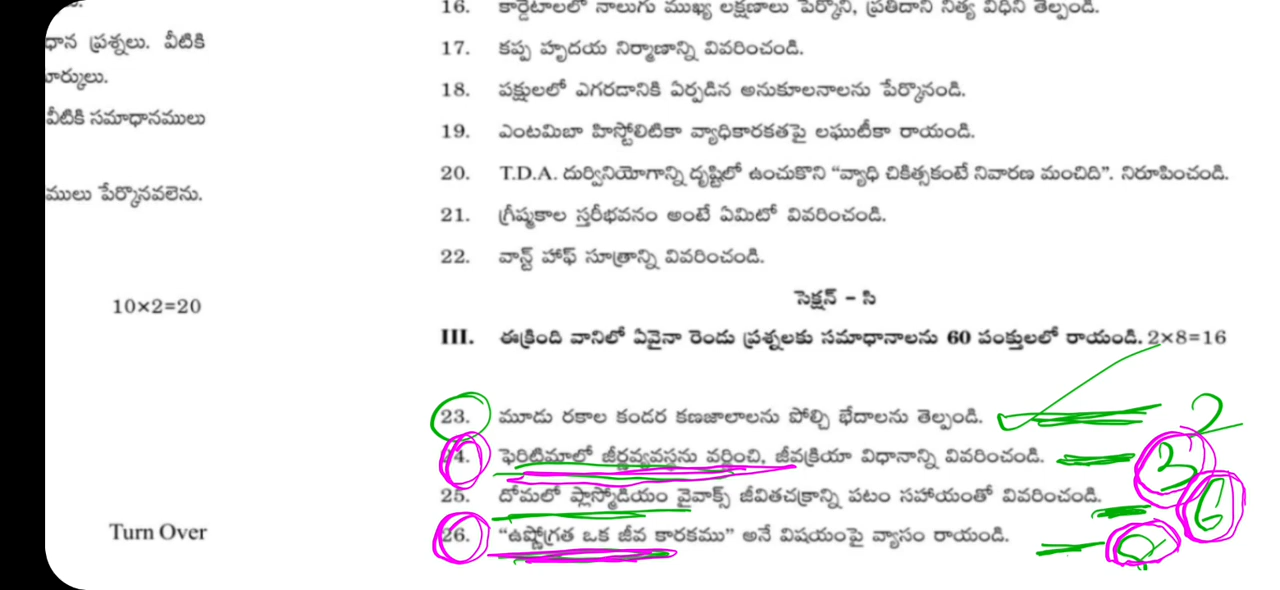 ధాన ప్రశ్నలు. వీటికి
మార్కులు.
వీటికి సమాధానములు
ములు పేర్కొనవలెను.
10×2=20
Turn Over
16. కార్డేటాలలో నాలుగు ముఖ్య లక్షణాలు పేర్కొని, ప్రతిదాని నిత్య విధిని తెల్పండి.
17. కప్ప హృదయ నిర్మాణాన్ని వివరించండి.
18. పక్షులలో ఎగరడానికి ఏర్పడిన అనుకూలనాలను పేర్కొనండి.
19. ఎంటమిబా హిస్టోలిటికా వ్యాధికారకతపై లఘుటీకా రాయండి.
20. T.D.A. దుర్వినియోగాన్ని దృష్టిలో ఉంచుకొని “వ్యాధి చికిత్సకంటే నివారణ మంచిది”. నిరూపించండి.
21. గ్రీష్మకాల స్తరీభవనం అంటే ఏమిటో వివరించండి.
22. వాన్ట్ హాఫ్ సూత్రాన్ని వివరించండి.
సెక్షన్ – సి
III. ఈక్రింది వానిలో ఏవైనా రెండు ప్రశ్నలకు సమాధానాలను 60 పంక్తులలో రాయండి. 2×8=16
23. మూడు రకాల కండర కణజాలాలను పోల్చి భేదాలను తెల్పండి. 2
24. ఫెరిటిమాలో జీర్ణవ్యవస్థను వర్ణించి, జీవక్రియా విధానాన్ని వివరించండి. 3
25. దోమలో ప్లాస్మోడియం వైవాక్స్ జీవితచక్రాన్ని పటం సహాయంతో వివరించండి. 6
26. “ఉష్ణోగ్రత ఒక జీవ కారకము” అనే విషయంపై వ్యాసం రాయండి.